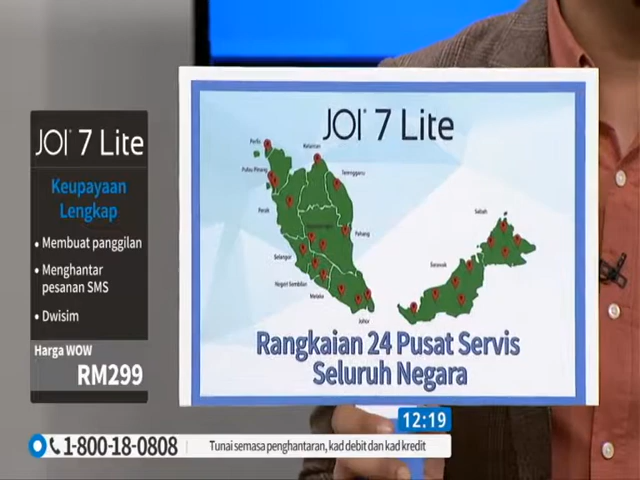 JOI 7 Lite
Keupayaan
Lengkap
• Membuat panggilan
• Menghantar
pesanan SMS
• Dwisim
Harga WOW
RM299
JOI 7 Lite
Perlis
Kelantan
Pulau Pinang
Terengganu
Perak
Pahang
Selangor
Negeri Sembilan
Melaka
Johor
Sabah
Sarawak
Rangkaian 24 Pusat Servis
Seluruh Negara
12:19
1-800-18-0808
Tunai semasa penghantaran, kad debit dan kad kredit